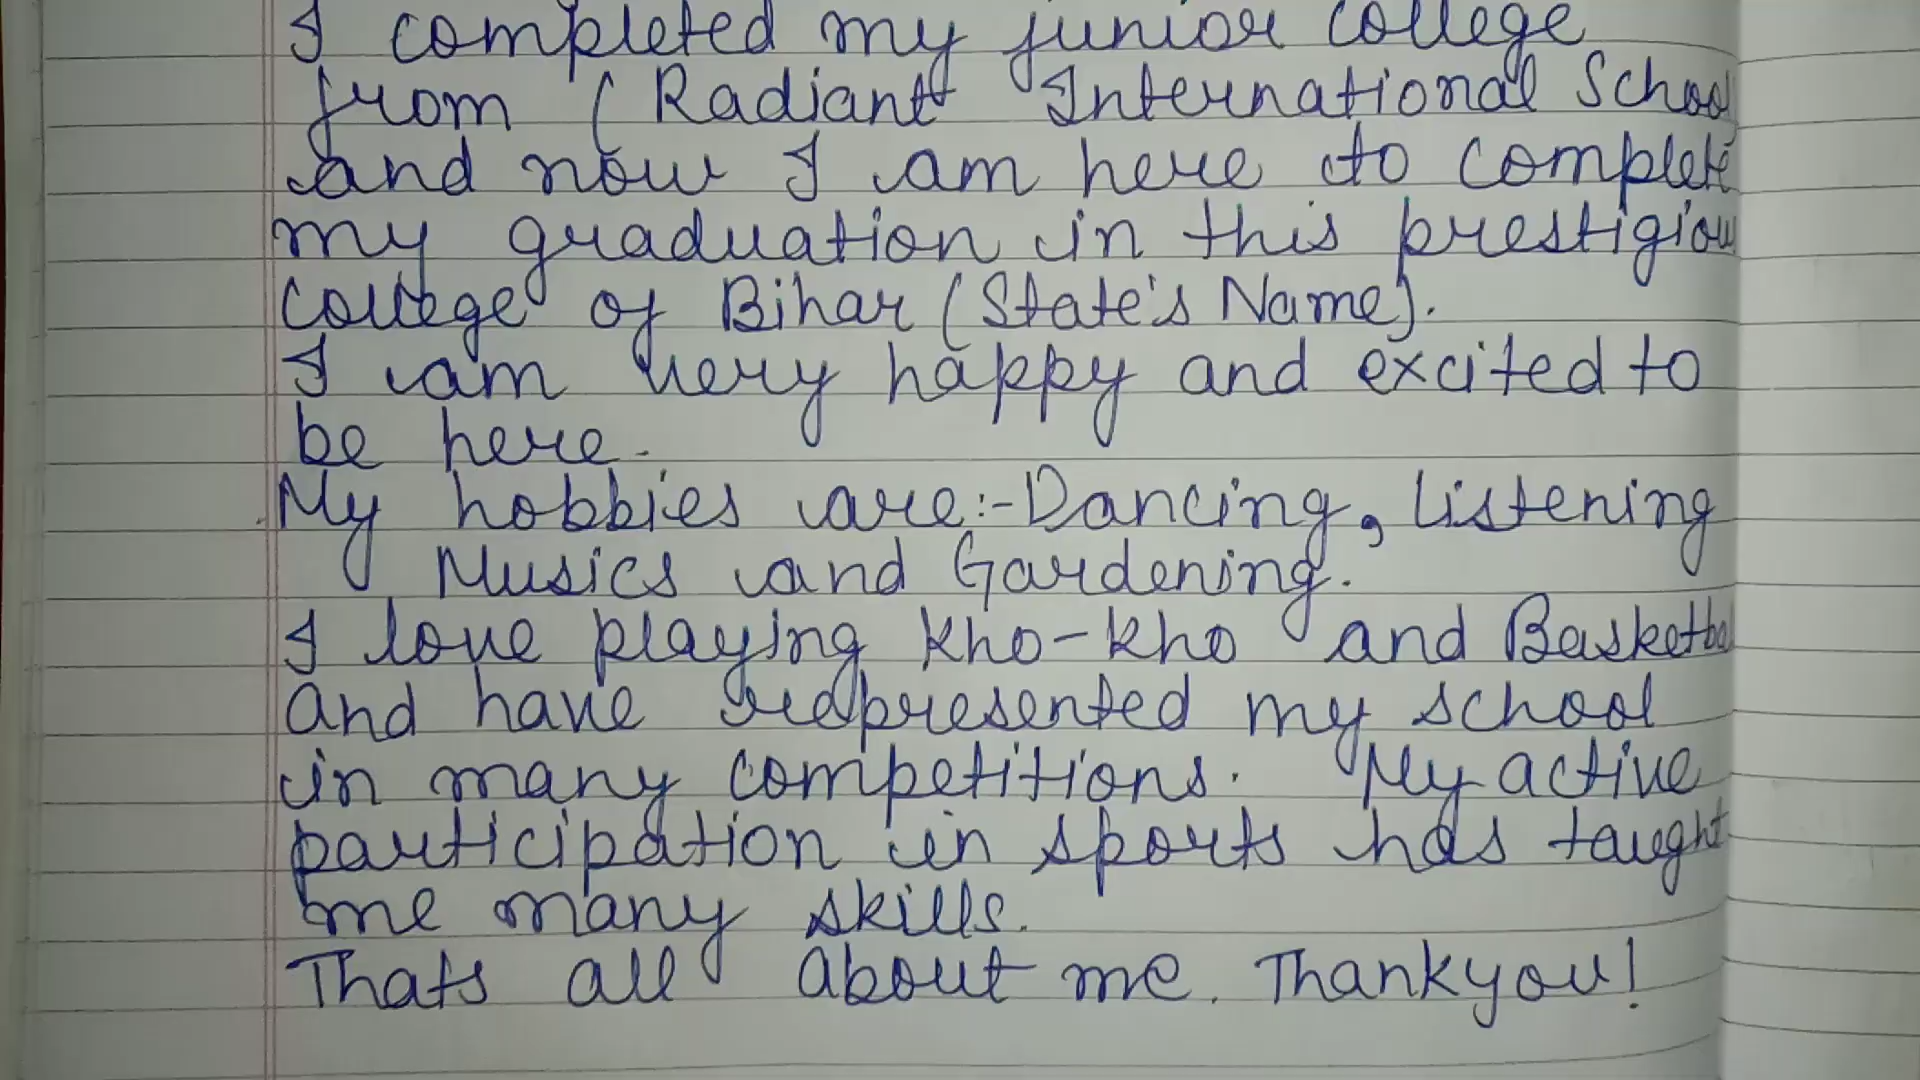 I completed my junior college
from (Radiant International School
and now I am here to complete
my graduation in this prestigiou
college of Bihar (State's Name).
I am very happy and excited to
be here.
My hobbies are:- Dancing, listening
Musics and Gardening.
I love playing kho-kho and Basketba
and have represented my school
in many competitions. My active
participation in sports has taught
me many skills.
Thats all about me. Thankyou!